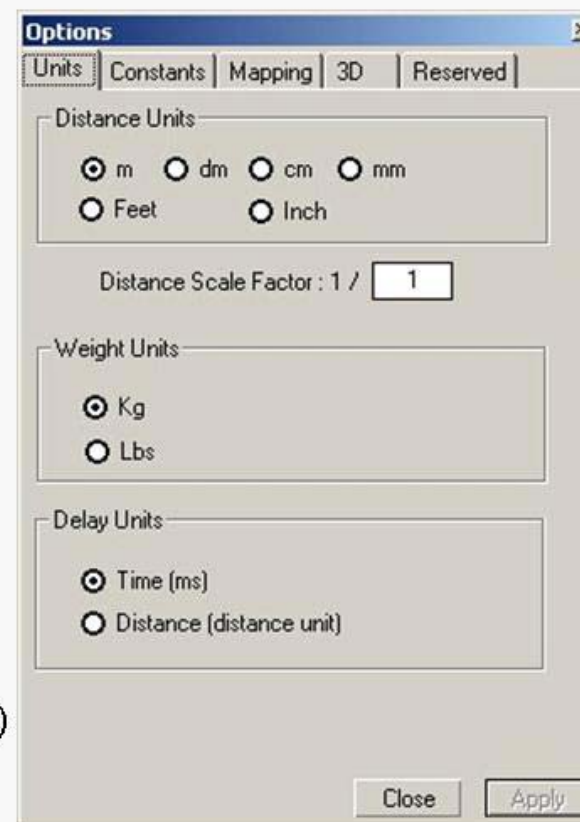 Options
Units Constants Mapping 3D Reserved
Distance Units
m dm cm mm
Feet Inch
Distance Scale Factor : 1 / 1
Weight Units
Kg
Lbs
Delay Units
Time (ms)
Distance (distance unit)
)
Close Apply